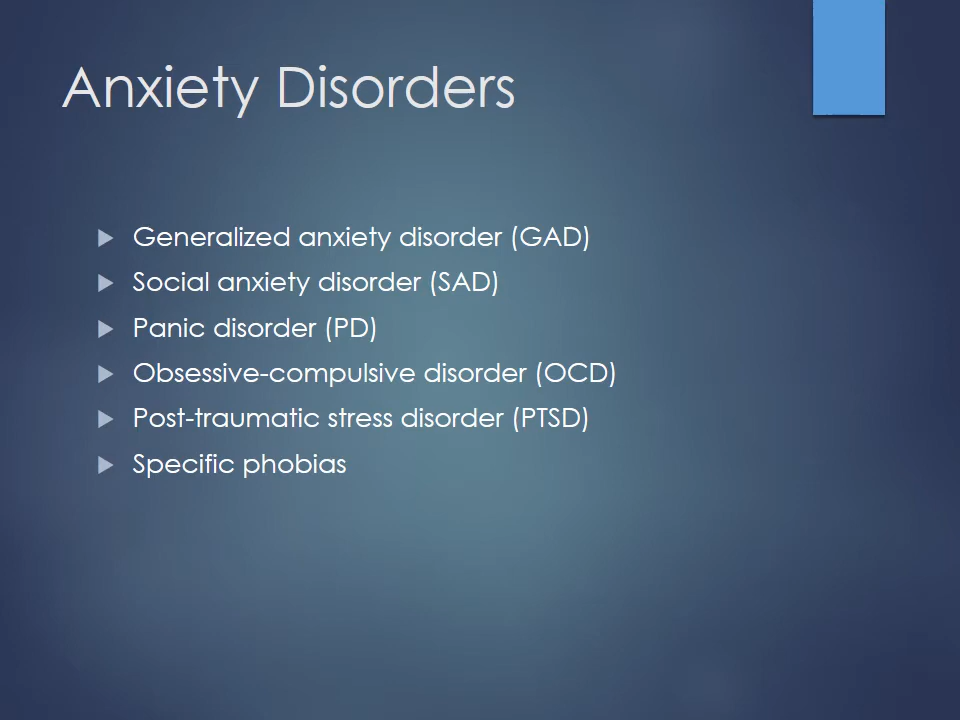 Anxiety Disorders
Generalized anxiety disorder (GAD)
Social anxiety disorder (SAD)
Panic disorder (PD)
Obsessive-compulsive disorder (OCD)
Post-traumatic stress disorder (PTSD)
Specific phobias